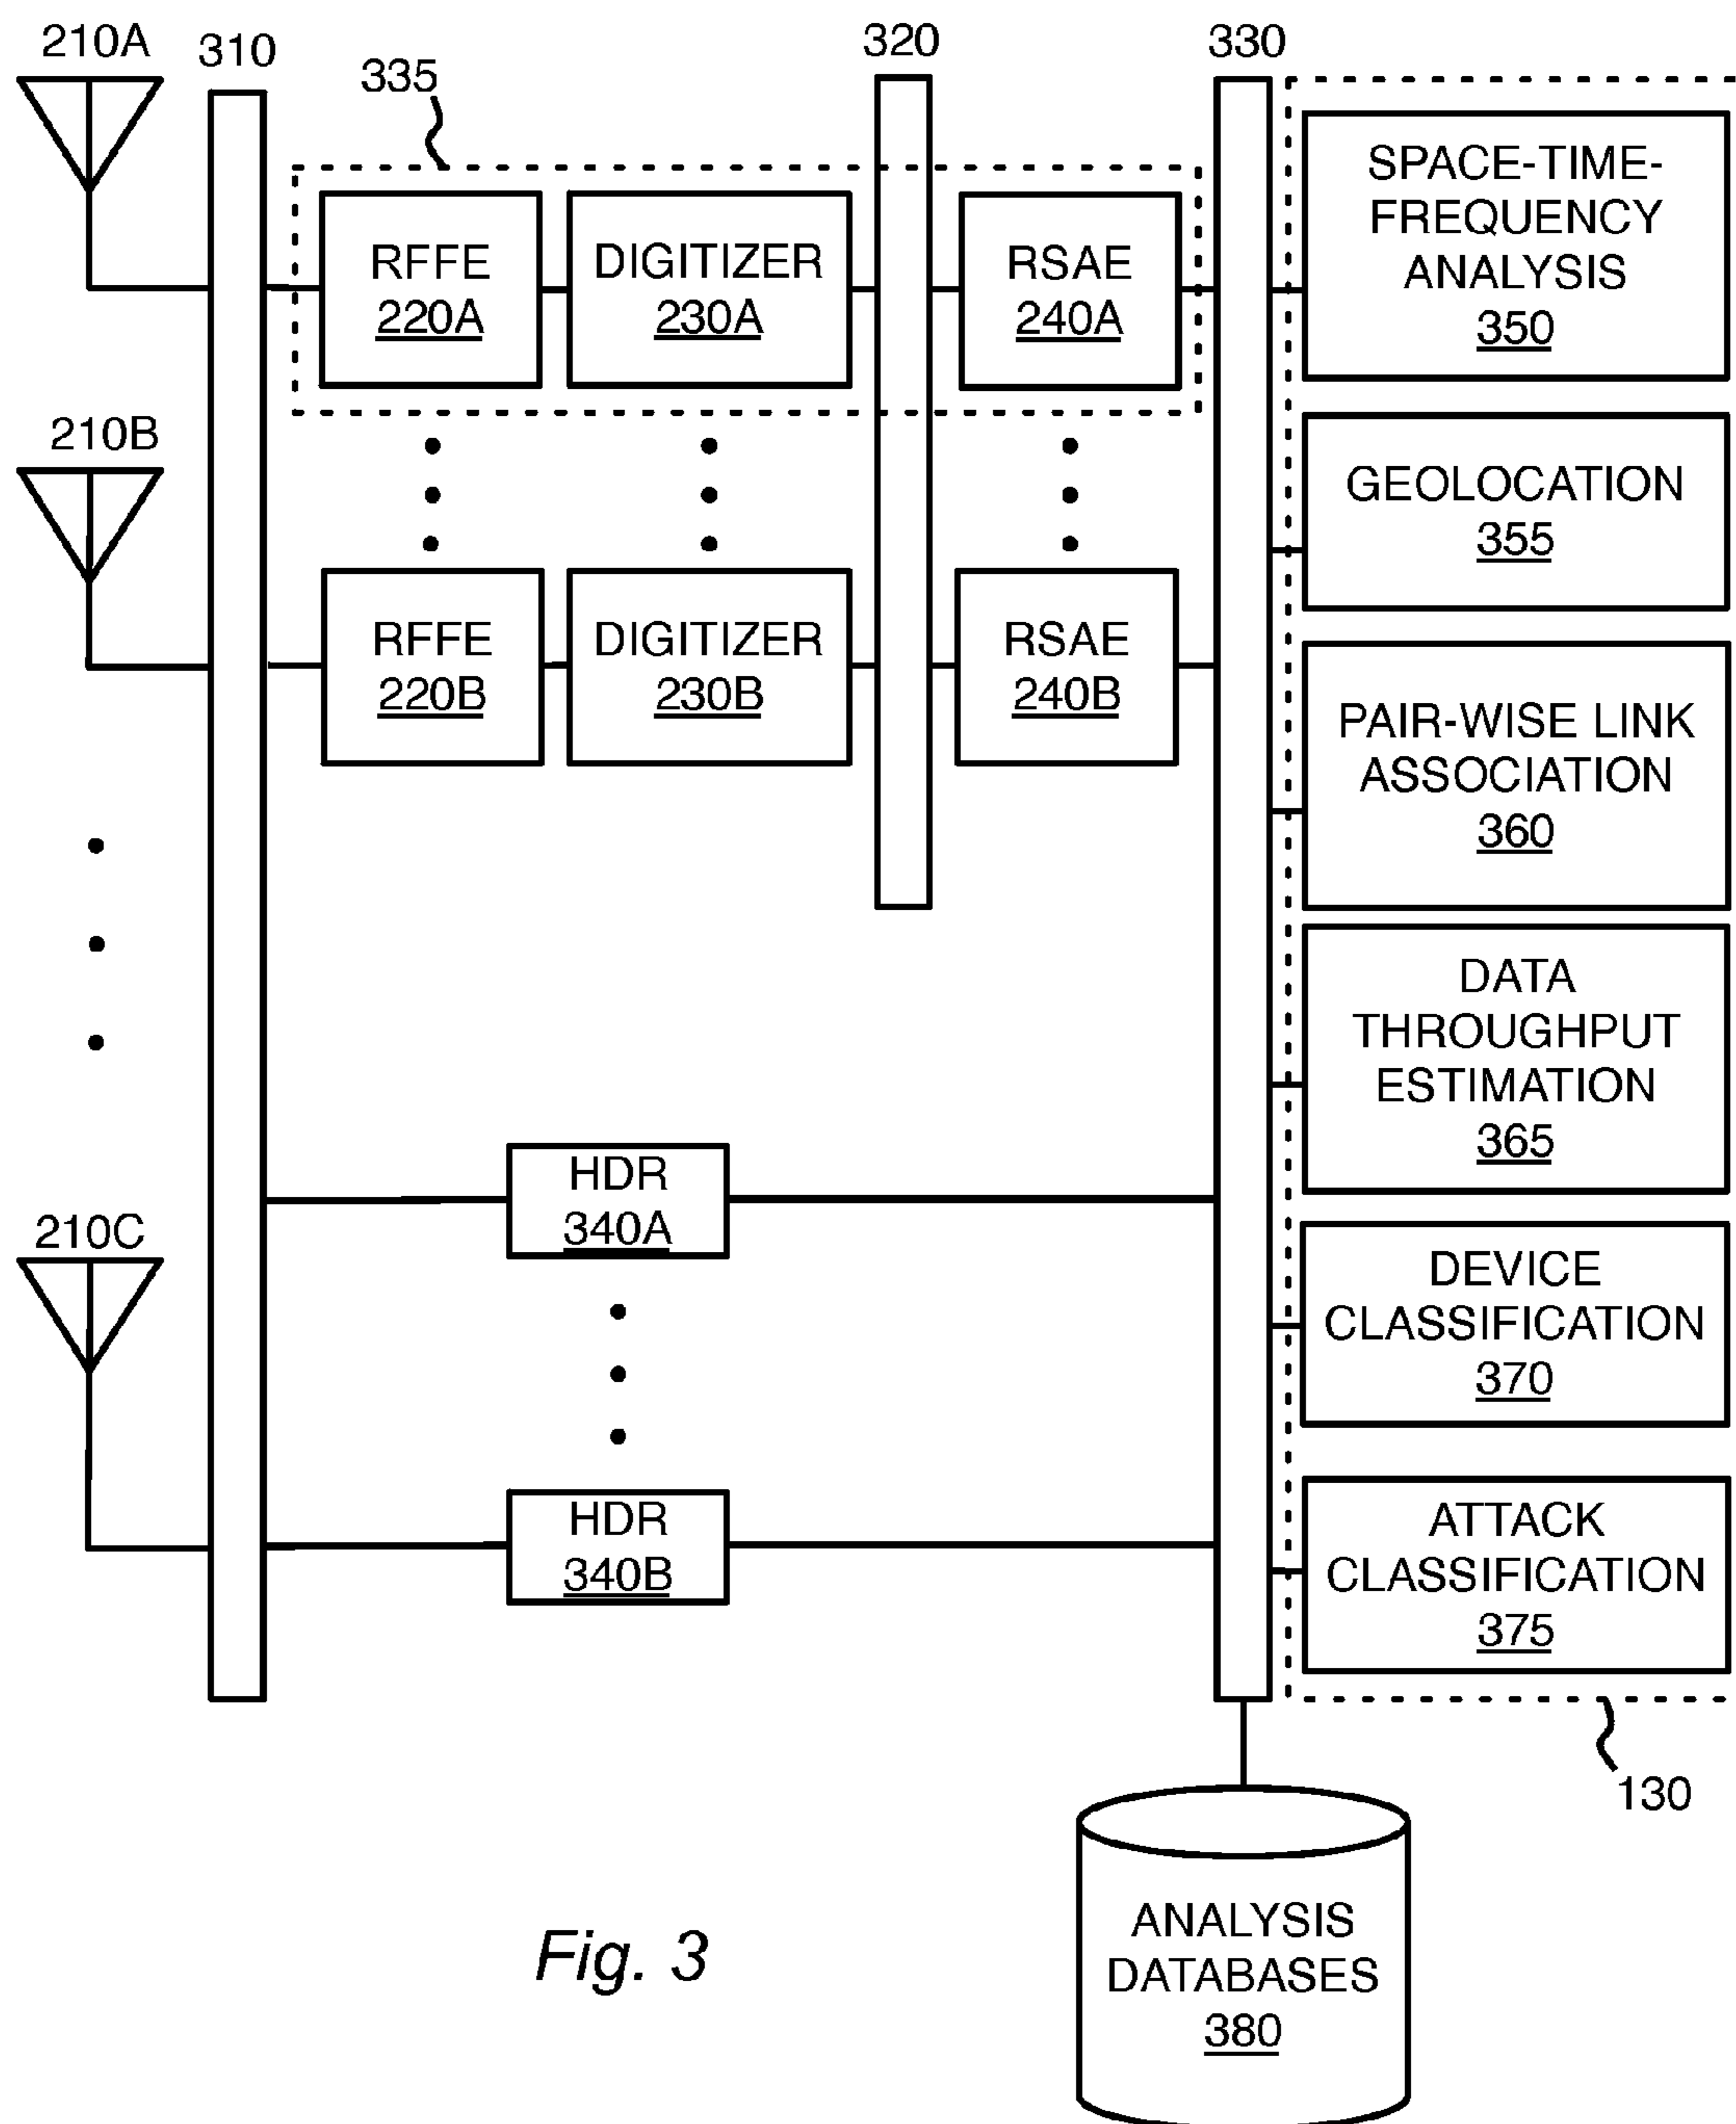 210A
310
335
320
330
RFFE
220A
DIGITIZER
230A
RSAE
240A
SPACE-TIME-
FREQUENCY
ANALYSIS
350
210B
GEOLOCATION
355
RFFE
220B
DIGITIZER
230B
RSAE
240B
PAIR-WISE LINK
ASSOCIATION
360
DATA
THROUGHPUT
ESTIMATION
365
HDR
340A
210C
DEVICE
CLASSIFICATION
370
HDR
340B
ATTACK
CLASSIFICATION
375
130
ANALYSIS
DATABASES
380
Fig. 3